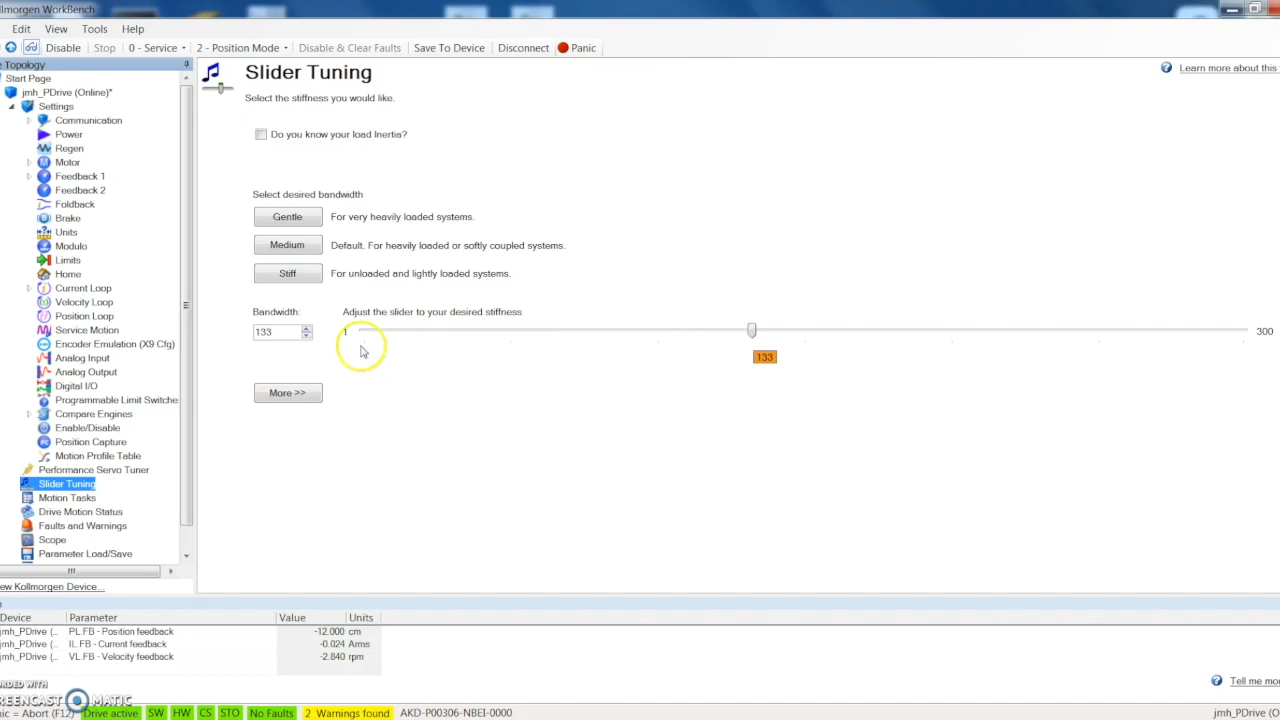 ollmorgen WorkBench
Edit View Tools Help
Disable Stop 0 - Service 2 - Position Mode Disable & Clear Faults Save To Device Disconnect Panic
e Topology
Start Page
jmh_PDrive (Online)*
Settings
Communication
Power
Regen
Motor
Feedback 1
Feedback 2
Foldback
Brake
Units
Modulo
Limits
Home
Current Loop
Velocity Loop
Position Loop
Service Motion
Encoder Emulation (X9 Cfg)
Analog Input
Analog Output
Digital I/O
Programmable Limit Switche
Compare Engines
Enable/Disable
Position Capture
Motion Profile Table
Performance Servo Tuner
Slider Tuning
Motion Tasks
Drive Motion Status
Faults and Warnings
Scope
Parameter Load/Save
ew Kollmorgen Device...
Slider Tuning
Learn more about this
Select the stiffness you would like.
Do you know your load Inertia?
Select desired bandwidth
Gentle For very heavily loaded systems.
Medium Default. For heavily loaded or softly coupled systems.
Stiff For unloaded and lightly loaded systems.
Bandwidth: Adjust the slider to your desired stiffness
133 1 300
133
More >>
Device Parameter Value Units
jmh_PDrive (.. PL.FB - Position feedback -12.000 cm
jmh_PDrive (.. IL.FB - Current feedback -0.024 Arms
jmh_PDrive (.. VL.FB - Velocity feedback -2.840 rpm
Tell me mor
RDED WITH
REENCAST MATIC
nic = Abort (F12) Drive active SW HW CS STO No Faults 2 Warnings found AKD-P00306-NBEI-0000 jmh_PDrive (O